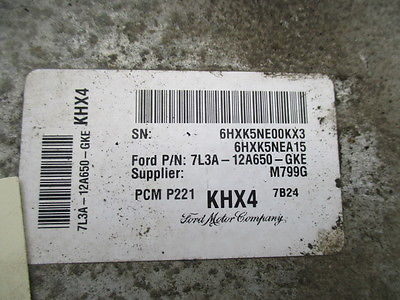 7L3A-12A650-GKE KHX4
SN: 6HXK5NE00KX3
6HXK5NEA15
Ford P/N: 7L3A-12A650-GKE
Supplier: M799G
PCM P221 KHX4 7B24
Ford Motor Company,